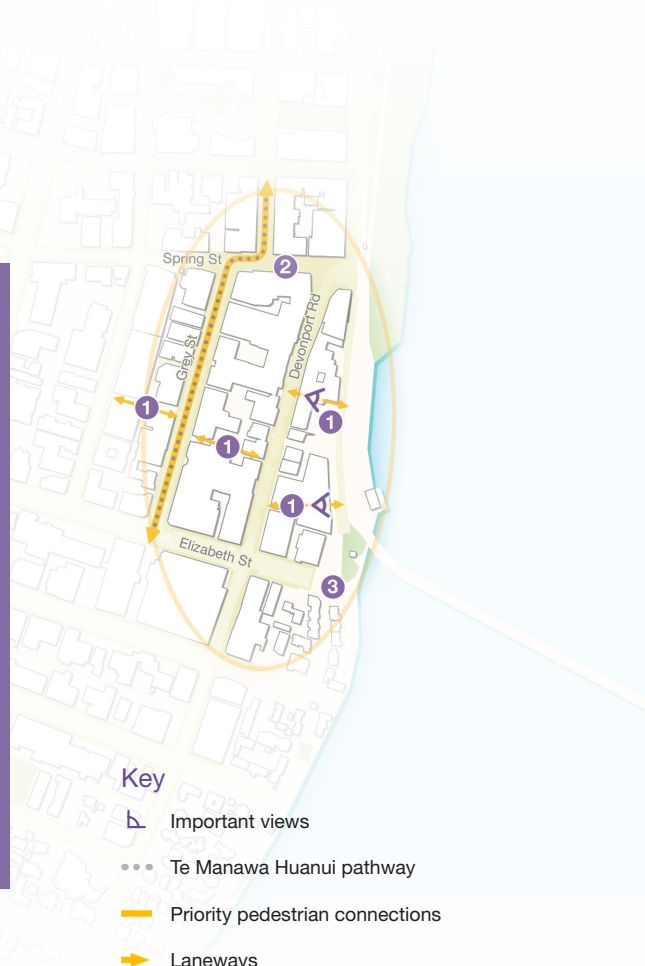 Spring St
2
Devonport Rd
Grey St
1
1
1
1
Elizabeth St
3
Key
Important views
Te Manawa Huanui pathway
Priority pedestrian connections
Laneways